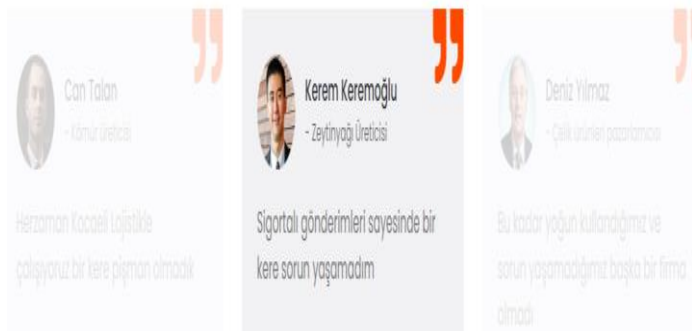 Can Talan
- Kömür Üreticisi
Herzaman Kocaeli Lojistikle
çalışıyoruz bir kere pişman olmadık
Kerem Keremoğlu
- Zeytinyağı Üreticisi
Sigortalı gönderimleri sayesinde bir
kere sorun yaşamadım
Deniz Yılmaz
- Çelik ürünleri pazarlamacısı
Bu kadar yoğun kullandığımız ve
sorun yaşamadığımız başka bir firma
olmadı